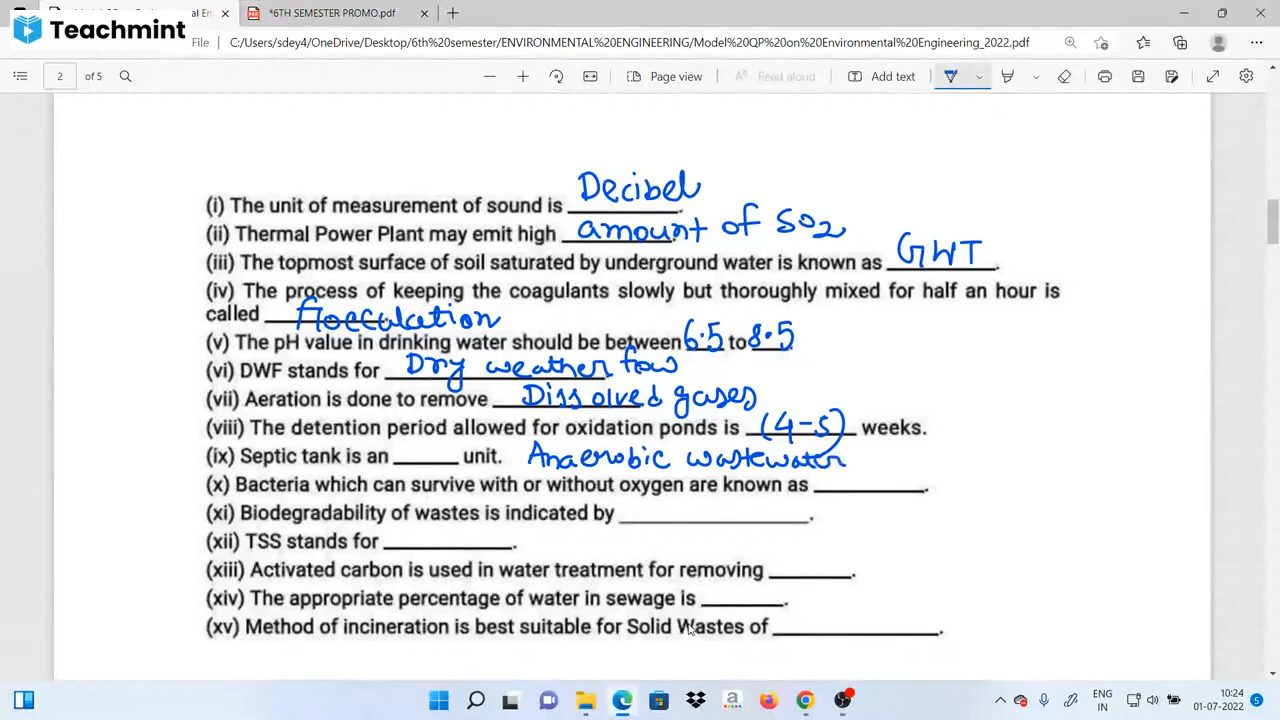 *6TH SEMESTER PROMO.pdf
Teachmint
File C:/Users/sdey4/OneDrive/Desktop/6th%20semester/ENVIRONMENTAL%20ENGINEERING/Model%20QP%20on%20Environmental%20Engineering_2022.pdf
2 of 5 Page view Read aloud Add text
(i) The unit of measurement of sound is Decibel.
(ii) Thermal Power Plant may emit high amount of SO2.
(iii) The topmost surface of soil saturated by underground water is known as GWT.
(iv) The process of keeping the coagulants slowly but thoroughly mixed for half an hour is
called flocculation.
(v) The pH value in drinking water should be between 6.5 to 8.5.
(vi) DWF stands for Dry weather flow
(vii) Aeration is done to remove Dissolved gases
(viii) The detention period allowed for oxidation ponds is (4-5) weeks.
(ix) Septic tank is an ______ unit. Anaerobic wastewater
(x) Bacteria which can survive with or without oxygen are known as __________.
(xi) Biodegradability of wastes is indicated by _________________.
(xii) TSS stands for ____________.
(xiii) Activated carbon is used in water treatment for removing ________.
(xiv) The appropriate percentage of water in sewage is ________.
(xv) Method of incineration is best suitable for Solid Wastes of _______________.
ENG
IN
10:24
01-07-2022
5